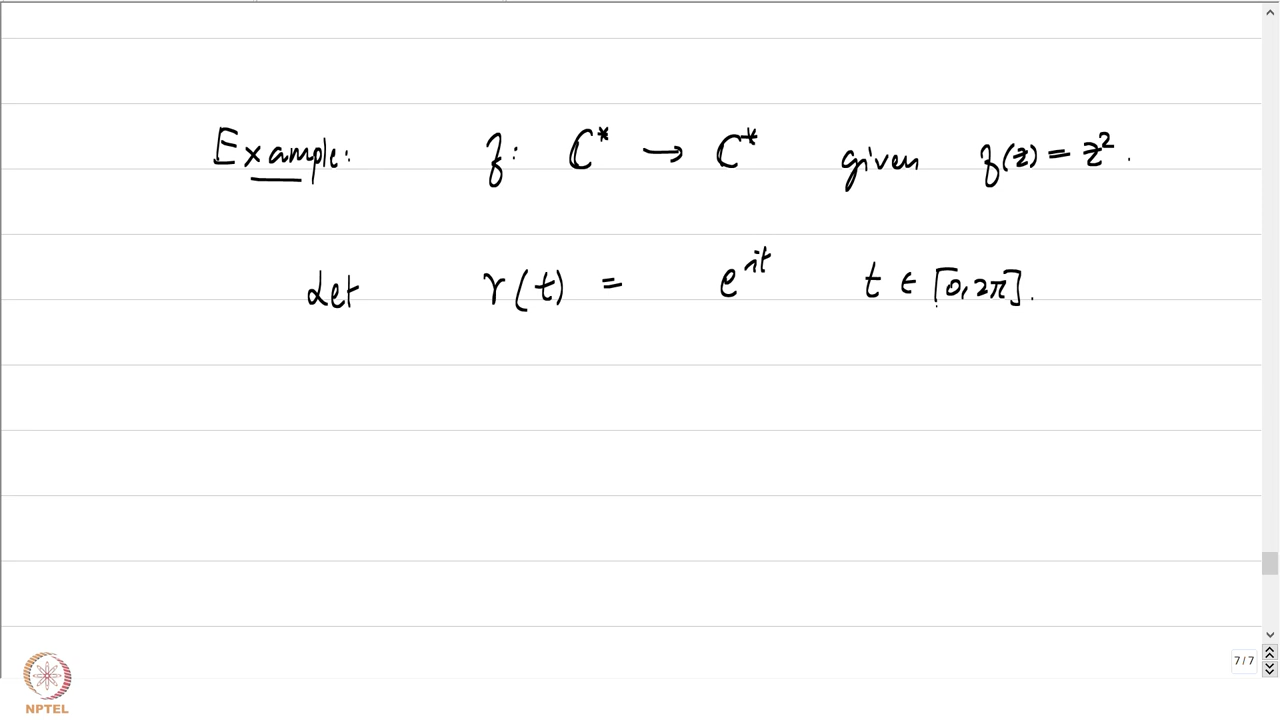 Example: f: ℂ* → ℂ* given f(z) = z².
Let γ(t) = e^{it} t ∈ [0, 2π].
7 / 7
NPTEL